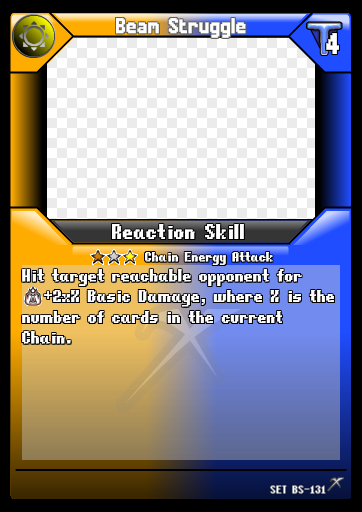 Beam Struggle
4
Reaction Skill
Chain Energy Attack
Hit target reachable opponent for
+2xX Basic Damage, where X is the
number of cards in the current
Chain.
SET BS-131